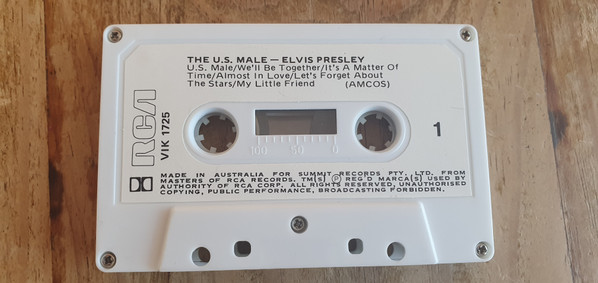 THE U.S. MALE — ELVIS PRESLEY
U.S. Male/We'll Be Together/It's A Matter Of
Time/Almost In Love/Let's Forget About
The Stars/My Little Friend (AMCOS)
RCA
VIK 1725
100 50 0
1
MADE IN AUSTRALIA FOR SUMMIT RECORDS PTY. LTD. FROM
MASTERS OF RCA RECORDS. TM(S) ® REG'D MARCA(S) USED BY
AUTHORITY OF RCA CORP. ALL RIGHTS RESERVED, UNAUTHORISED
COPYING, PUBLIC PERFORMANCE, BROADCASTING FORBIDDEN.